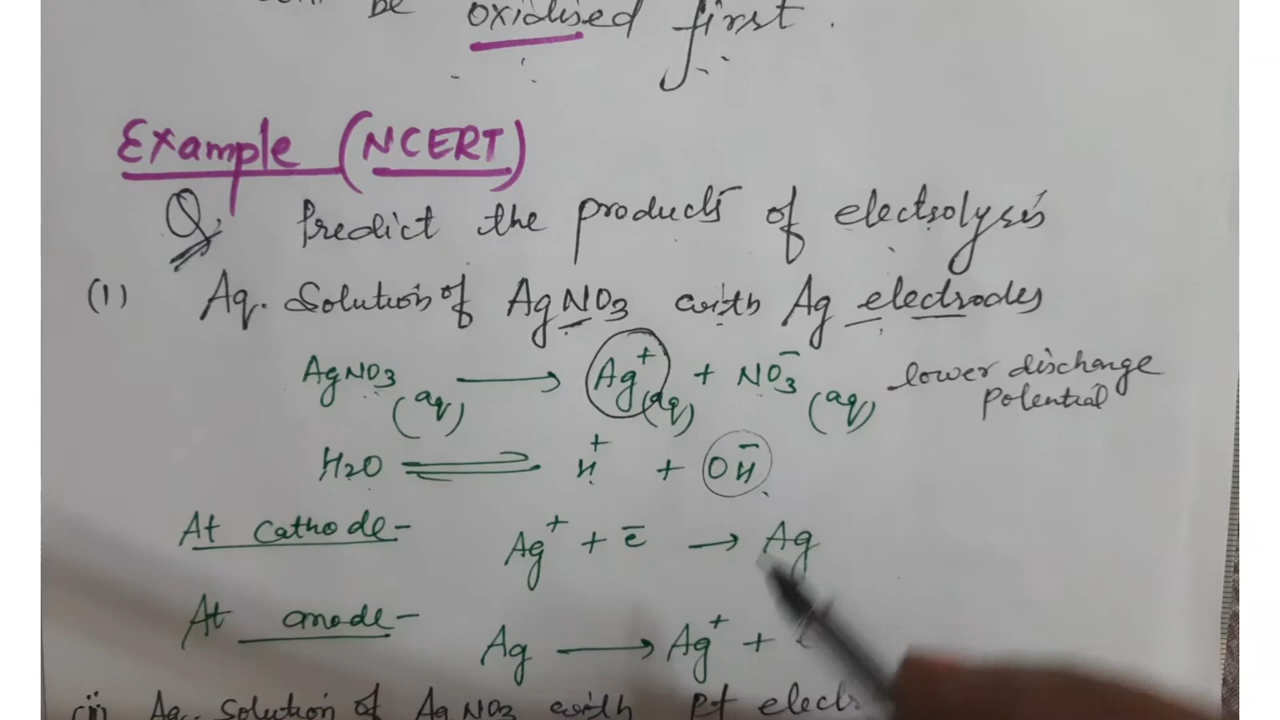 be oxidised first.
Example (NCERT)
Q. Predict the products of electrolysis
(1) Aq. Solution of AgNO3 with Ag electrodes
AgNO3 (aq) ⟶ Ag+ (aq) + NO3− (aq) lower discharge potential
H2O ⇌ H+ + OH−
At Cathode- Ag+ + e− → Ag
At anode- Ag ⟶ Ag+ +
(ii) Aq. Solution of AgNO3 with Pt